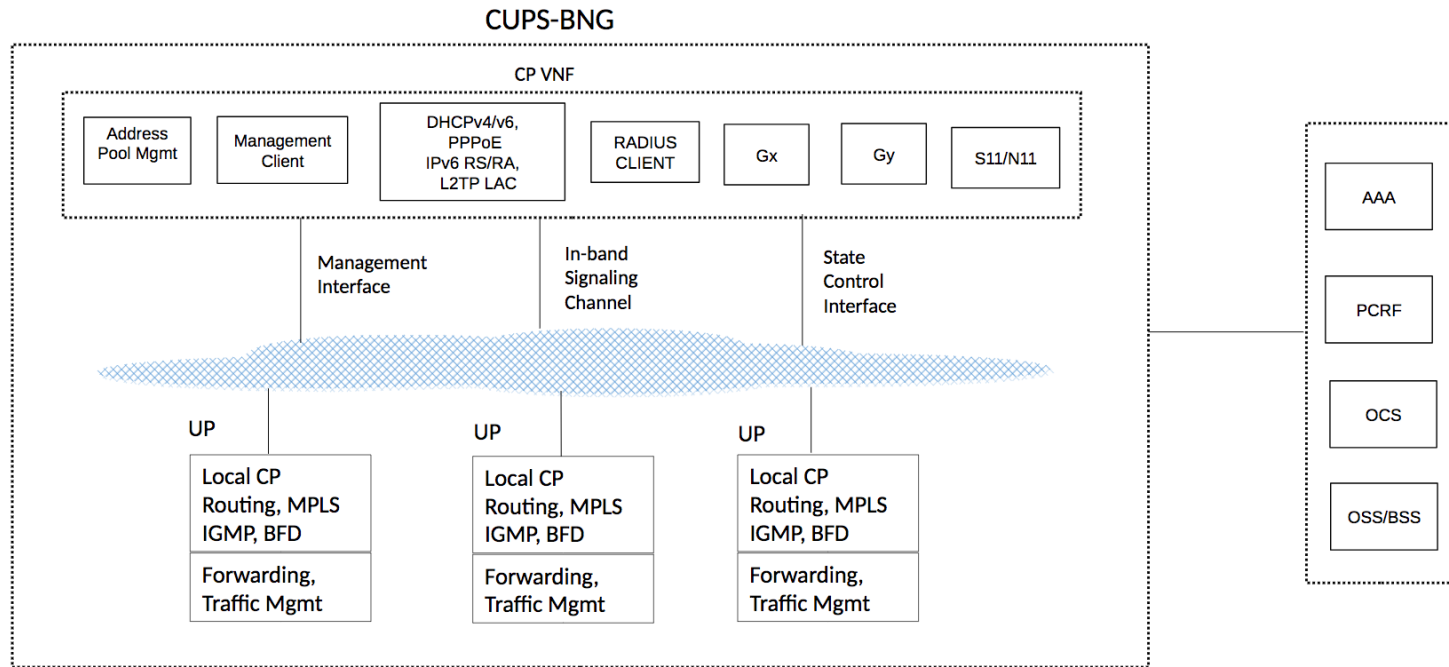 CUPS-BNG
CP VNF
Address
Pool Mgmt
Management
Client
DHCPv4/v6,
PPPoE
IPv6 RS/RA,
L2TP LAC
RADIUS
CLIENT
Gx
Gy
S11/N11
Management
Interface
In-band
Signaling
Channel
State
Control
Interface
UP
Local CP
Routing, MPLS
IGMP, BFD
Forwarding,
Traffic Mgmt
UP
Local CP
Routing, MPLS
IGMP, BFD
Forwarding,
Traffic Mgmt
UP
Local CP
Routing, MPLS
IGMP, BFD
Forwarding,
Traffic Mgmt
AAA
PCRF
OCS
OSS/BSS